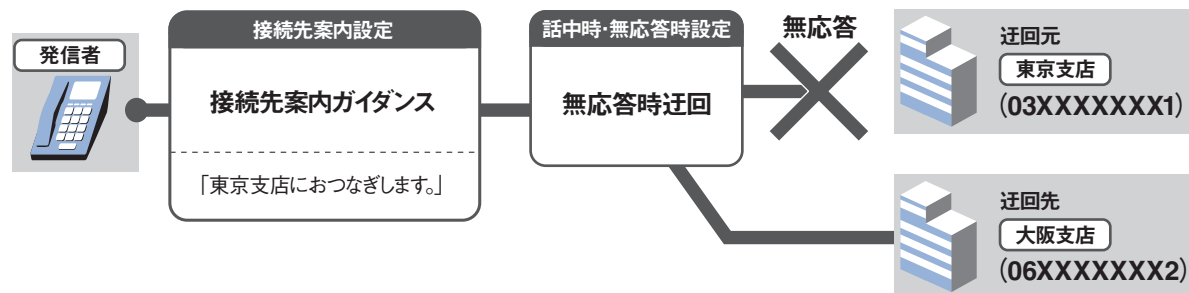 発信者
接続先案内設定
接続先案内ガイダンス
「東京支店におつなぎします。」
話中時・無応答時設定
無応答時迂回
無応答
迂回元
東京支店
(03XXXXXXX1)
迂回先
大阪支店
(06XXXXXXX2)